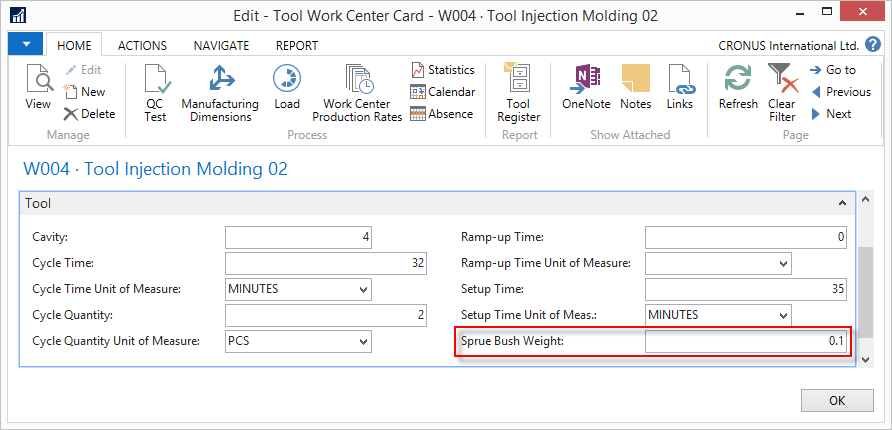 Edit - Tool Work Center Card - W004 · Tool Injection Molding 02
HOME ACTIONS NAVIGATE REPORT CRONUS International Ltd.
View Edit New Delete
Manage
QC Test Manufacturing Dimensions Load Work Center Production Rates Statistics Calendar Absence
Process
Tool Register
Report
OneNote Notes Links
Show Attached
Refresh Clear Filter Go to Previous Next
Page
W004 · Tool Injection Molding 02
Tool
Cavity: 4
Cycle Time: 32
Cycle Time Unit of Measure: MINUTES
Cycle Quantity: 2
Cycle Quantity Unit of Measure: PCS
Ramp-up Time: 0
Ramp-up Time Unit of Measure:
Setup Time: 35
Setup Time Unit of Meas.: MINUTES
Sprue Bush Weight: 0.1
OK